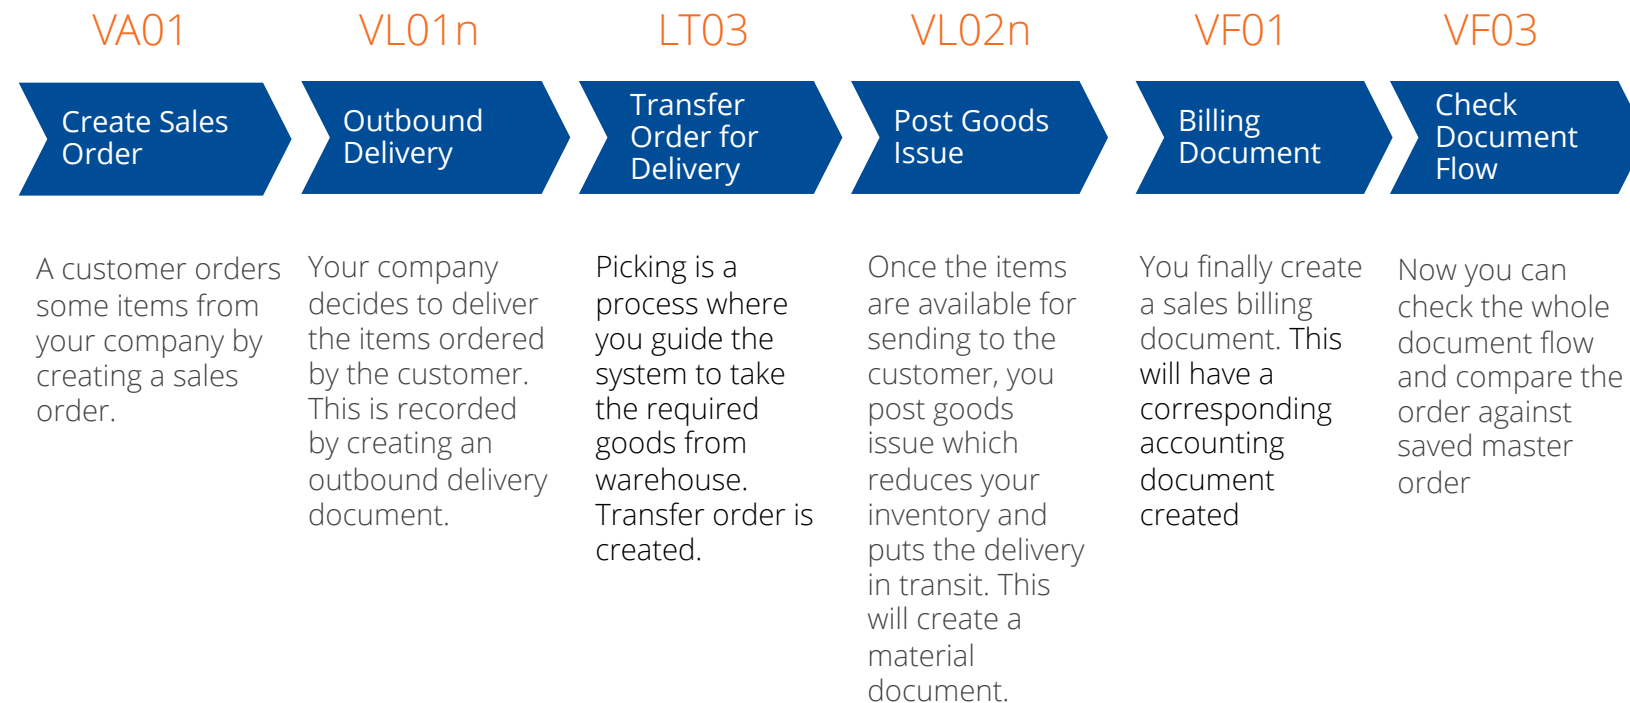 VA01
VL01n
LT03
VL02n
VF01
VF03
Create Sales
Order
Outbound
Delivery
Transfer
Order for
Delivery
Post Goods
Issue
Billing
Document
Check
Document
Flow
A customer orders
some items from
your company by
creating a sales
order.
Your company
decides to deliver
the items ordered
by the customer.
This is recorded
by creating an
outbound delivery
document.
Picking is a
process where
you guide the
system to take
the required
goods from
warehouse.
Transfer order is
created.
Once the items
are available for
sending to the
customer, you
post goods
issue which
reduces your
inventory and
puts the delivery
in transit. This
will create a
material
document.
You finally create
a sales billing
document. This
will have a
corresponding
accounting
document
created
Now you can
check the whole
document flow
and compare the
order against
saved master
order